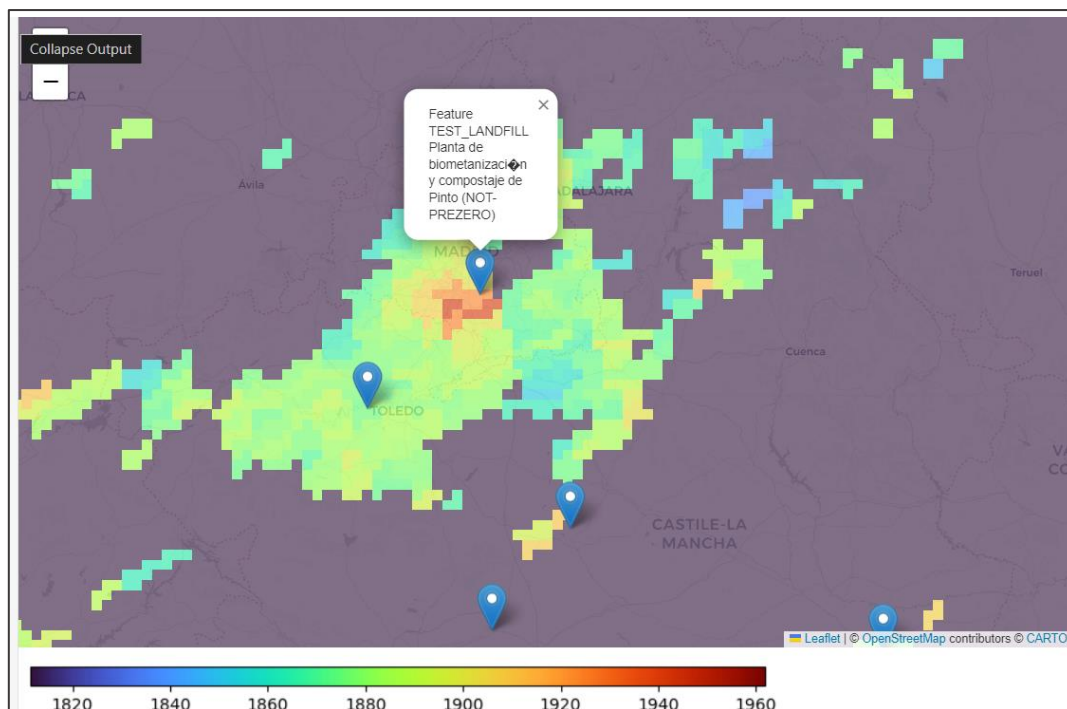 Collapse Output
−
Ávila
Feature
TEST_LANDFILL
Planta de
biometanizaci�n
y compostaje de
Pinto (NOT-
PREZERO)
×
ADALAJARA
MADRID
Teruel
Cuenca
TOLEDO
CASTILE-LA
MANCHA
Leaflet | © OpenStreetMap contributors © CARTO
1820 1840 1860 1880 1900 1920 1940 1960